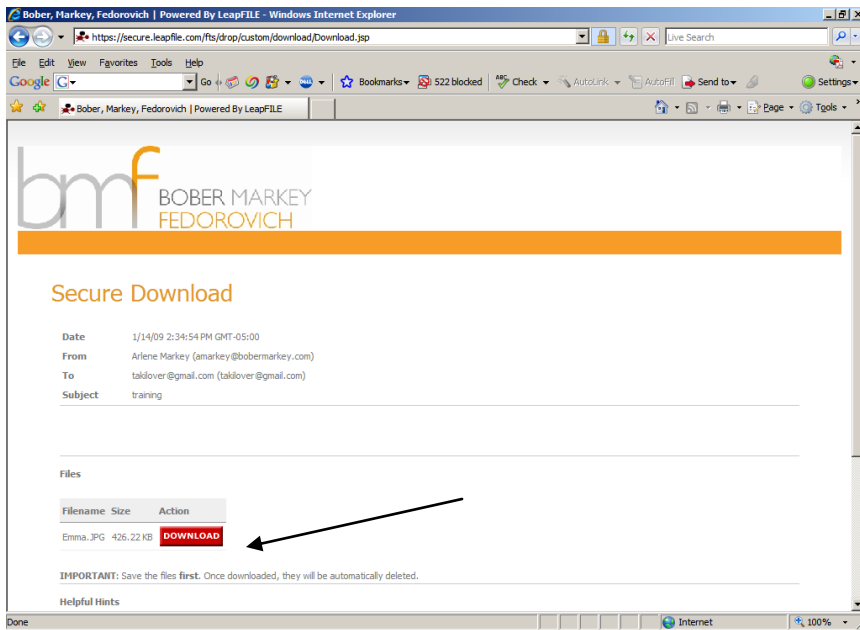 Bober, Markey, Fedorovich | Powered By LeapFILE - Windows Internet Explorer
https://secure.leapfile.com/fts/drop/custom/download/Download.jsp
Live Search
File Edit View Favorites Tools Help
Google G Go Bookmarks 522 blocked ABC Check AutoLink AutoFill Send to Settings
Bober, Markey, Fedorovich | Powered By LeapFILE
Page Tools
bmf BOBER MARKEY
FEDOROVICH
Secure Download
Date 1/14/09 2:34:54 PM GMT-05:00
From Arlene Markey (amarkey@bobermarkey.com)
To takilover@gmail.com (takilover@gmail.com)
Subject training
Files
Filename Size Action
Emma.JPG 426.22 KB DOWNLOAD
IMPORTANT: Save the files first. Once downloaded, they will be automatically deleted.
Helpful Hints
Done Internet 100%